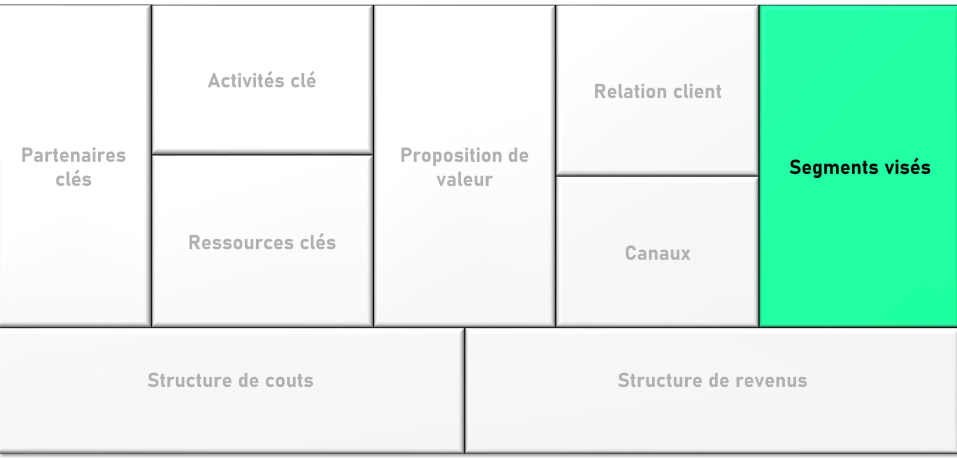 Partenaires
clés
Activités clé
Ressources clés
Proposition de
valeur
Relation client
Canaux
Segments visés
Structure de couts
Structure de revenus